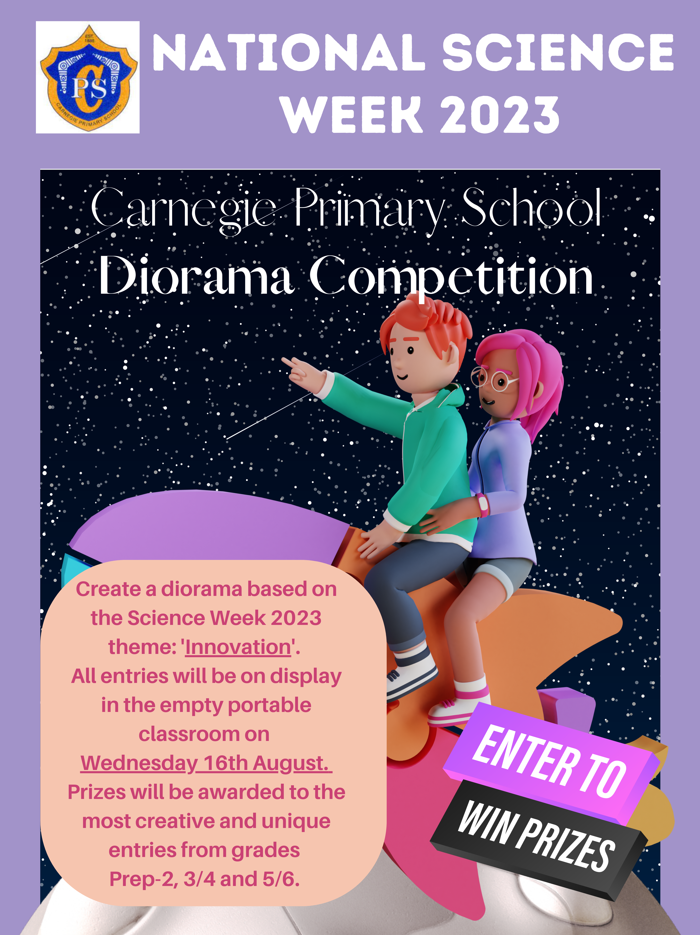 NATIONAL SCIENCE
WEEK 2023
CPS
CARNEGIE PRIMARY SCHOOL
Carnegie Primary School
Diorama Competition
Create a diorama based on
the Science Week 2023
theme: 'Innovation'.
All entries will be on display
in the empty portable
classroom on
Wednesday 16th August.
Prizes will be awarded to the
most creative and unique
entries from grades
Prep-2, 3/4 and 5/6.
ENTER TO
WIN PRIZES